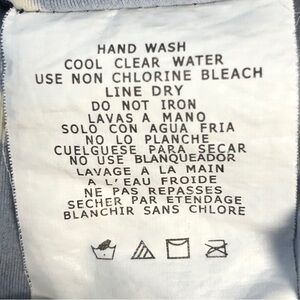 HAND WASH
COOL CLEAR WATER
USE NON CHLORINE BLEACH
LINE DRY
DO NOT IRON
LAVAS A MANO
SOLO CON AGUA FRIA
NO LO PLANCHE
CUELGUESE PARA SECAR
NO USE BLANQUEADOR
LAVAGE A LA MAIN
A L'EAU FROIDE
NE PAS REPASSES
SECHER PAR ETENDAGE
BLANCHIR SANS CHLORE